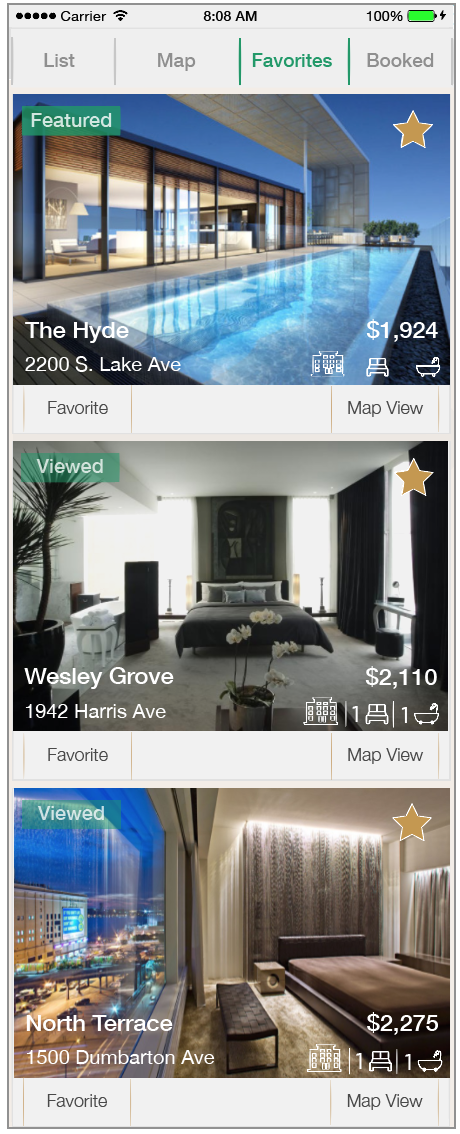 Carrier 8:08 AM 100%
List Map Favorites Booked
Featured
The Hyde $1,924
2200 S. Lake Ave
Favorite Map View
Viewed
Wesley Grove $2,110
1942 Harris Ave |1 |1
Favorite Map View
Viewed
North Terrace $2,275
1500 Dumbarton Ave |1 |1
Favorite Map View